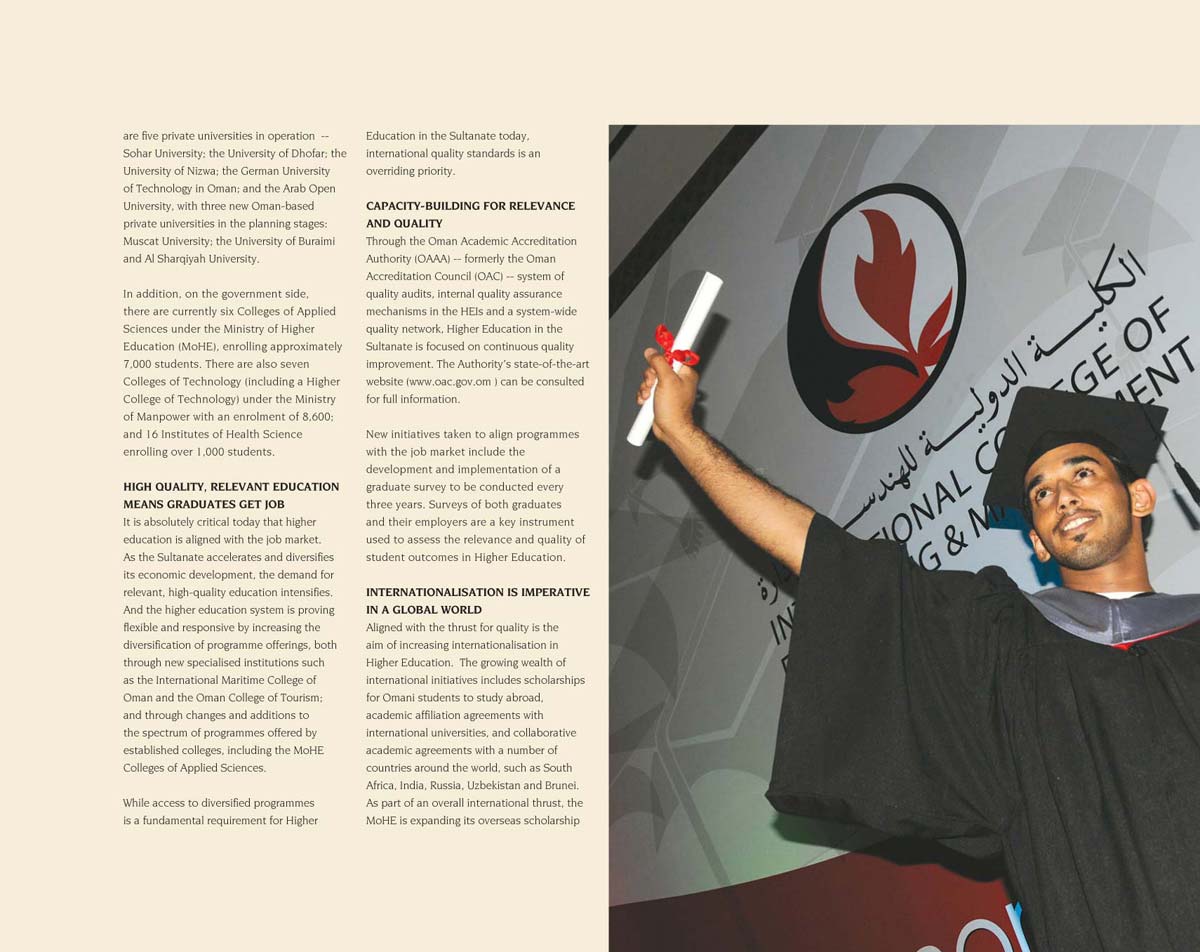 are five private universities in operation --
Sohar University; the University of Dhofar; the
University of Nizwa; the German University
of Technology in Oman; and the Arab Open
University, with three new Oman-based
private universities in the planning stages:
Muscat University; the University of Buraimi
and Al Sharqiyah University.

In addition, on the government side,
there are currently six Colleges of Applied
Sciences under the Ministry of Higher
Education (MoHE), enrolling approximately
7,000 students. There are also seven
Colleges of Technology (including a Higher
College of Technology) under the Ministry
of Manpower with an enrolment of 8,600;
and 16 Institutes of Health Science
enrolling over 1,000 students.

HIGH QUALITY, RELEVANT EDUCATION
MEANS GRADUATES GET JOB
It is absolutely critical today that higher
education is aligned with the job market.
As the Sultanate accelerates and diversifies
its economic development, the demand for
relevant, high-quality education intensifies.
And the higher education system is proving
flexible and responsive by increasing the
diversification of programme offerings, both
through new specialised institutions such
as the International Maritime College of
Oman and the Oman College of Tourism;
and through changes and additions to
the spectrum of programmes offered by
established colleges, including the MoHE
Colleges of Applied Sciences.

While access to diversified programmes
is a fundamental requirement for Higher
Education in the Sultanate today,
international quality standards is an
overriding priority.

CAPACITY-BUILDING FOR RELEVANCE
AND QUALITY
Through the Oman Academic Accreditation
Authority (OAAA) -- formerly the Oman
Accreditation Council (OAC) -- system of
quality audits, internal quality assurance
mechanisms in the HEIs and a system-wide
quality network, Higher Education in the
Sultanate is focused on continuous quality
improvement. The Authority's state-of-the-art
website (www.oac.gov.om ) can be consulted
for full information.

New initiatives taken to align programmes
with the job market include the
development and implementation of a
graduate survey to be conducted every
three years. Surveys of both graduates
and their employers are a key instrument
used to assess the relevance and quality of
student outcomes in Higher Education.

INTERNATIONALISATION IS IMPERATIVE
IN A GLOBAL WORLD
Aligned with the thrust for quality is the
aim of increasing internationalisation in
Higher Education. The growing wealth of
international initiatives includes scholarships
for Omani students to study abroad,
academic affiliation agreements with
international universities, and collaborative
academic agreements with a number of
countries around the world, such as South
Africa, India, Russia, Uzbekistan and Brunei.
As part of an overall international thrust, the
MoHE is expanding its overseas scholarship
الكلية الدولية للهندسـ
دارة
IN
TIONAL CO
EGE OF
G & M
EMENT